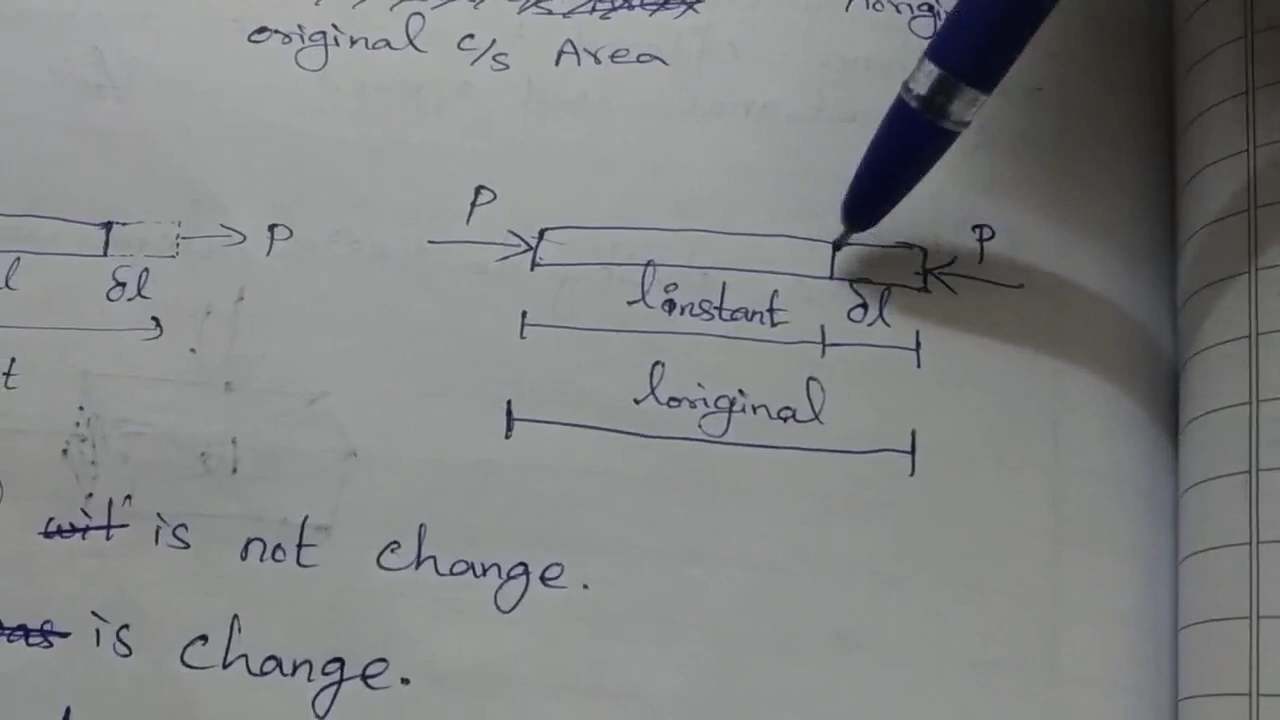 original c/s Area
P
P
P
l
δl
linstant
δl
t
loriginal
is not change.
is change.